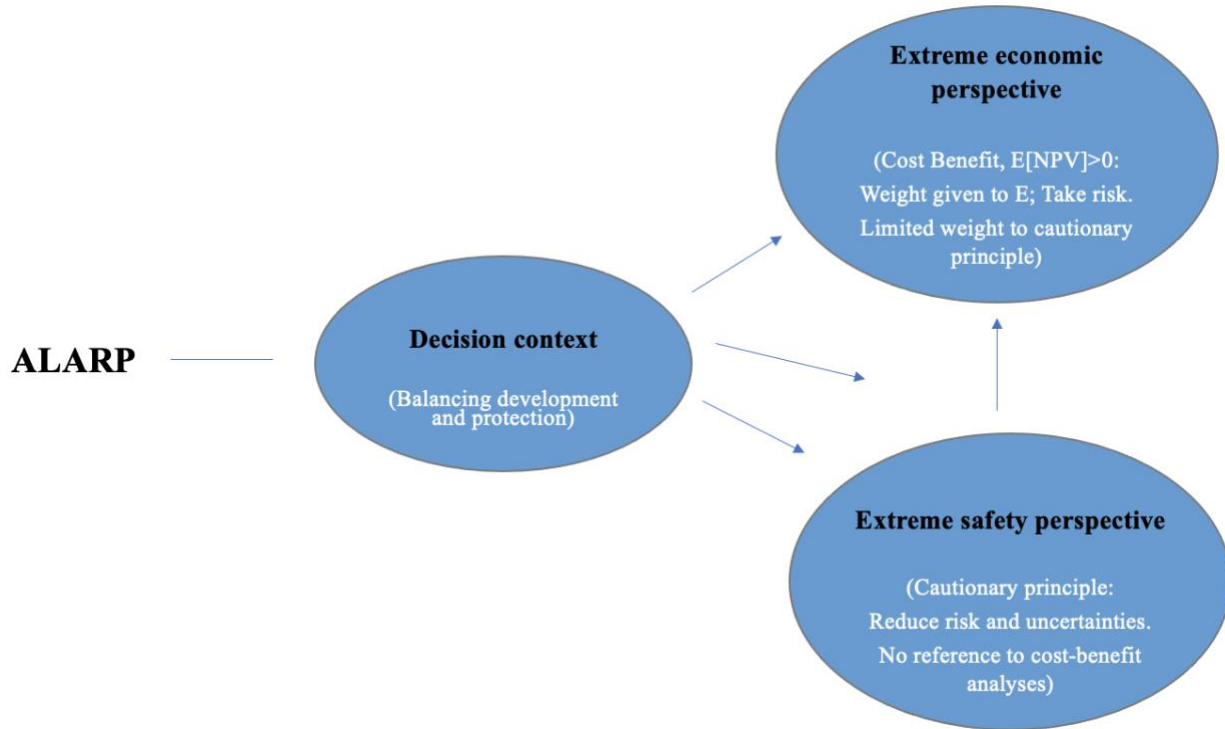 Extreme economic
perspective
(Cost Benefit, E[NPV]>0:
Weight given to E; Take risk.
Limited weight to cautionary
principle)
ALARP
Decision context
(Balancing development
and protection)
Extreme safety perspective
(Cautionary principle:
Reduce risk and uncertainties.
No reference to cost-benefit
analyses)